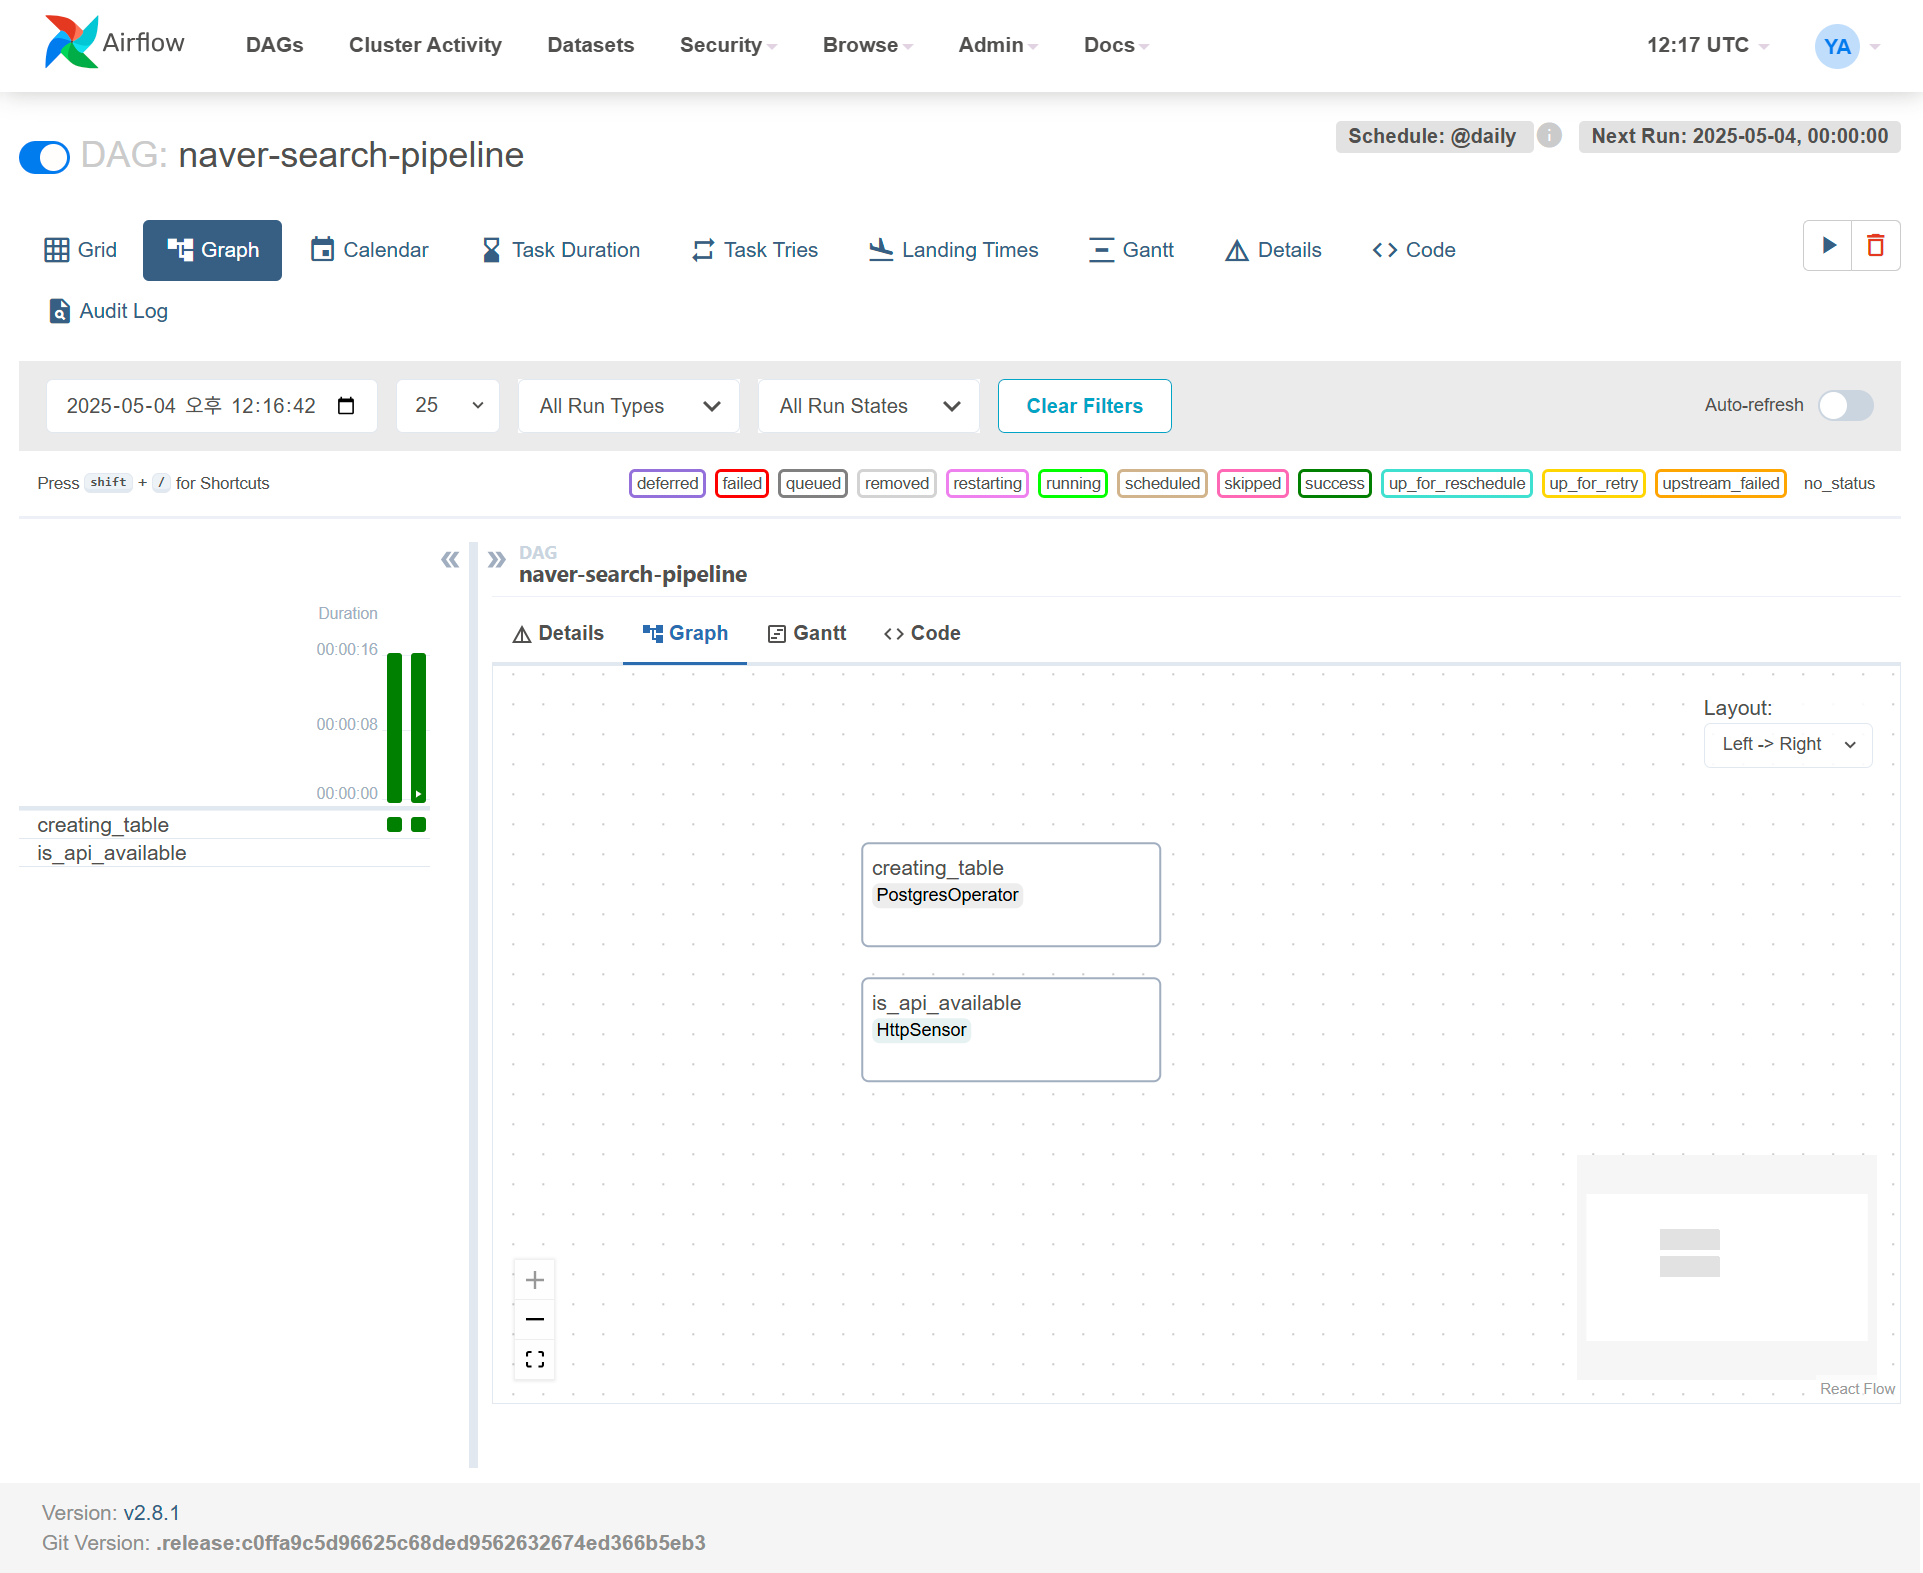 Airflow DAGs Cluster Activity Datasets Security Browse Admin Docs 12:17 UTC YA
DAG: naver-search-pipeline
Schedule: @daily i Next Run: 2025-05-04, 00:00:00
Grid Graph Calendar Task Duration Task Tries Landing Times Gantt Details Code
Audit Log
2025-05-04 오후 12:16:42 25 All Run Types All Run States Clear Filters Auto-refresh
Press shift + / for Shortcuts deferred failed queued removed restarting running scheduled skipped success up_for_reschedule up_for_retry upstream_failed no_status
DAG
naver-search-pipeline
Duration
00:00:16
00:00:08
00:00:00
creating_table
is_api_available
Details Graph Gantt Code
Layout:
Left -> Right
creating_table
PostgresOperator
is_api_available
HttpSensor
React Flow
Version: v2.8.1
Git Version: .release:c0ffa9c5d96625c68ded9562632674ed366b5eb3